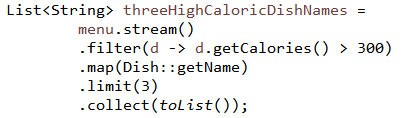 List<String> threeHighCaloricDishNames =
menu.stream()
.filter(d -> d.getCalories() > 300)
.map(Dish::getName)
.limit(3)
.collect(toList());